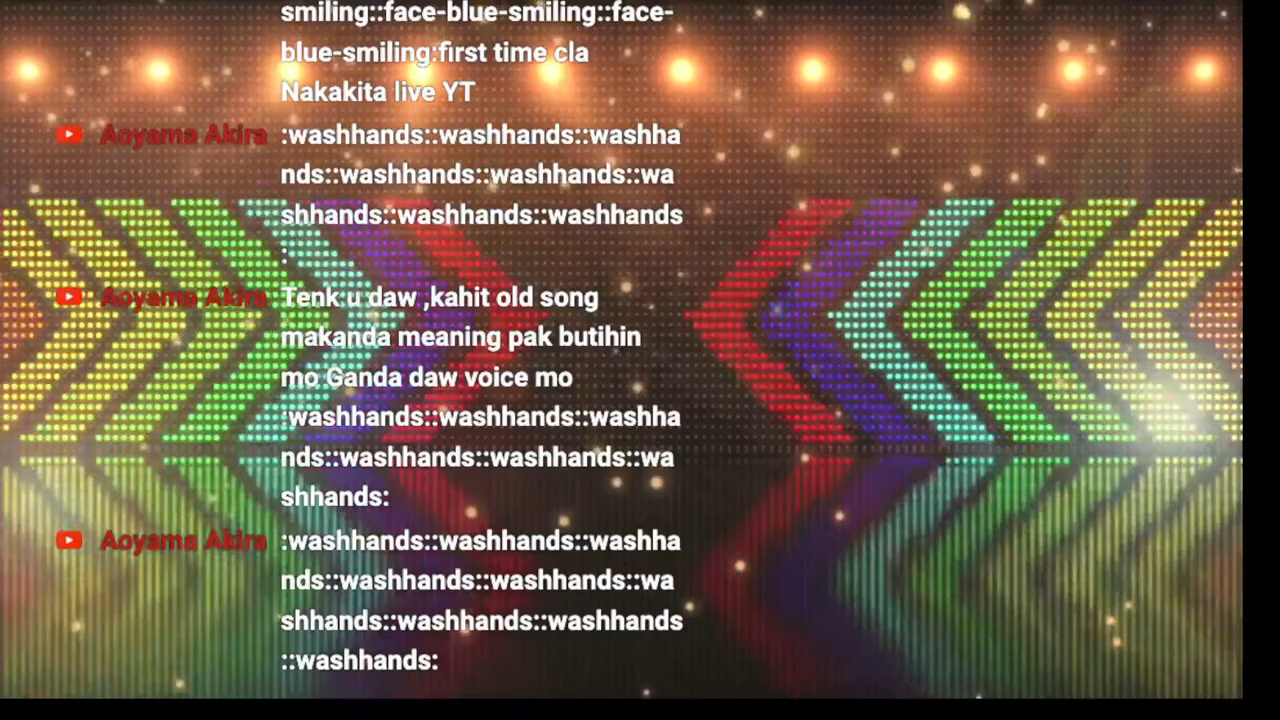 smiling::face-blue-smiling::face-
blue-smiling:first time cla
Nakakita live YT
Aoyama Akira :washhands::washhands::washha
nds::washhands::washhands::wa
shhands::washhands::washhands
:
Aoyama Akira Tenk u daw ,kahit old song
makanda meaning pak butihin
mo Ganda daw voice mo
:washhands::washhands::washha
nds::washhands::washhands::wa
shhands:
Aoyama Akira :washhands::washhands::washha
nds::washhands::washhands::wa
shhands::washhands::washhands
::washhands: